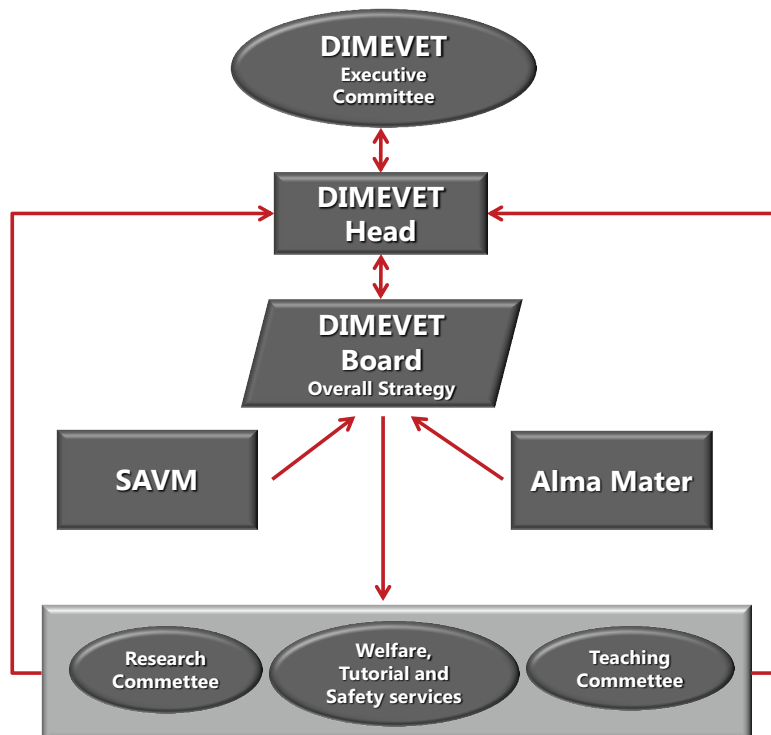 DIMEVET
Executive
Committee
DIMEVET
Head
DIMEVET
Board
Overall Strategy
SAVM
Alma Mater
Research
Commettee
Welfare,
Tutorial and
Safety services
Teaching
Commettee